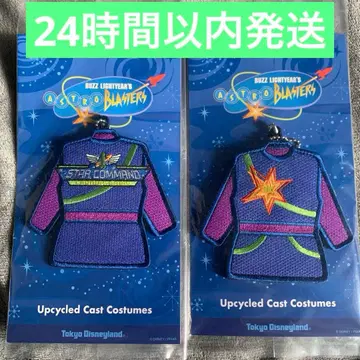 24時間以内発送
BUZZ LIGHTYEAR'S
ASTRO BLASTERS
BUZZ LIGHTYEAR'S
ASTRO BLASTERS
STAR COMMAND
Upcycled Cast Costumes
Upcycled Cast Costumes
Tokyo Disneyland
Tokyo Disneyland